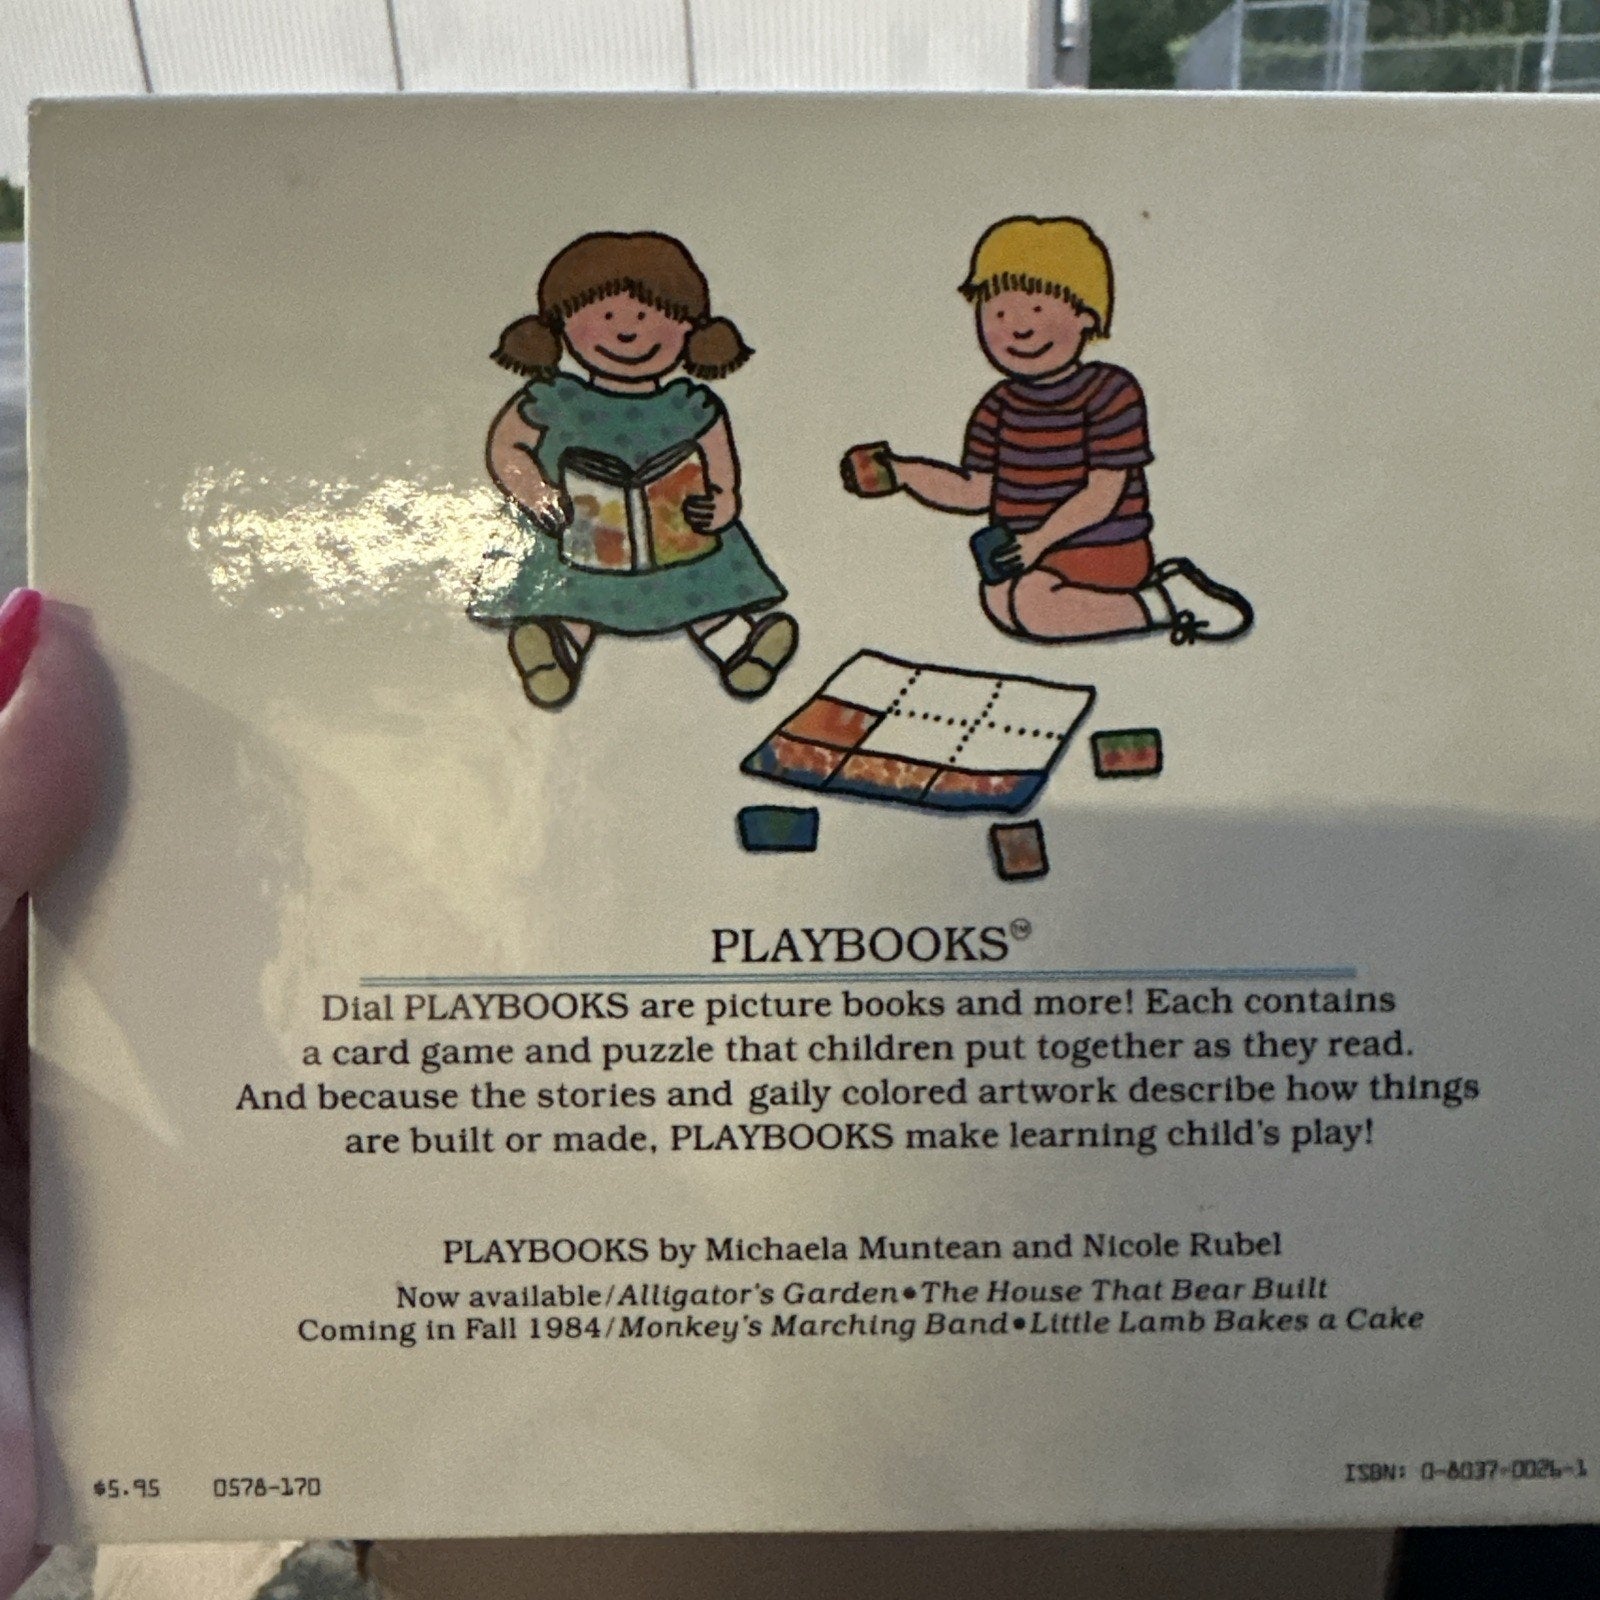 PLAYBOOKS™
Dial PLAYBOOKS are picture books and more! Each contains
a card game and puzzle that children put together as they read.
And because the stories and gaily colored artwork describe how things
are built or made, PLAYBOOKS make learning child's play!
PLAYBOOKS by Michaela Muntean and Nicole Rubel
Now available/Alligator's Garden•The House That Bear Built
Coming in Fall 1984/Monkey's Marching Band•Little Lamb Bakes a Cake
$5.95 0578-170
ISBN: 0-8037-0026-1